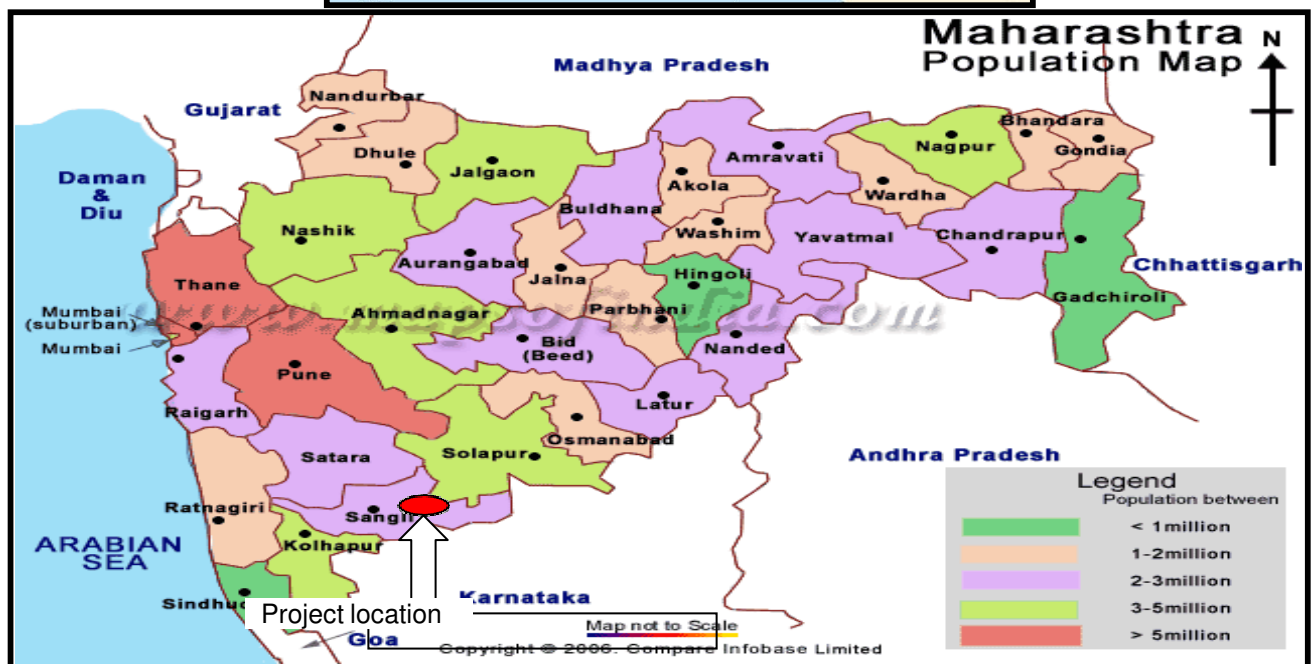 Maharashtra
Population Map
N
Madhya Pradesh
Gujarat
Nandurbar
Dhule
Jalgaon
Daman
&
Diu
Nashik
Buldhana
Akola
Amravati
Nagpur
Bhandara
Gondia
Wardha
Washim
Yavatmal
Chandrapur
Aurangabad
Jalna
Hingoli
Chhattisgarh
Gadchiroli
Thane
Mumbai
(suburban)
Mumbai
www.mapsofindia.com
Ahmadnagar
Parbhani
Bid
(Beed)
Nanded
Pune
Raigarh
Latur
Osmanabad
Satara
Solapur
Andhra Pradesh
Ratnagiri
Sangli
Kolhapur
ARABIAN
SEA
Karnataka
Project location
Goa
Legend
Population between
< 1million
1-2million
2-3million
3-5million
> 5million
Map not to Scale
Copyright © 2006. Compare Infobase Limited